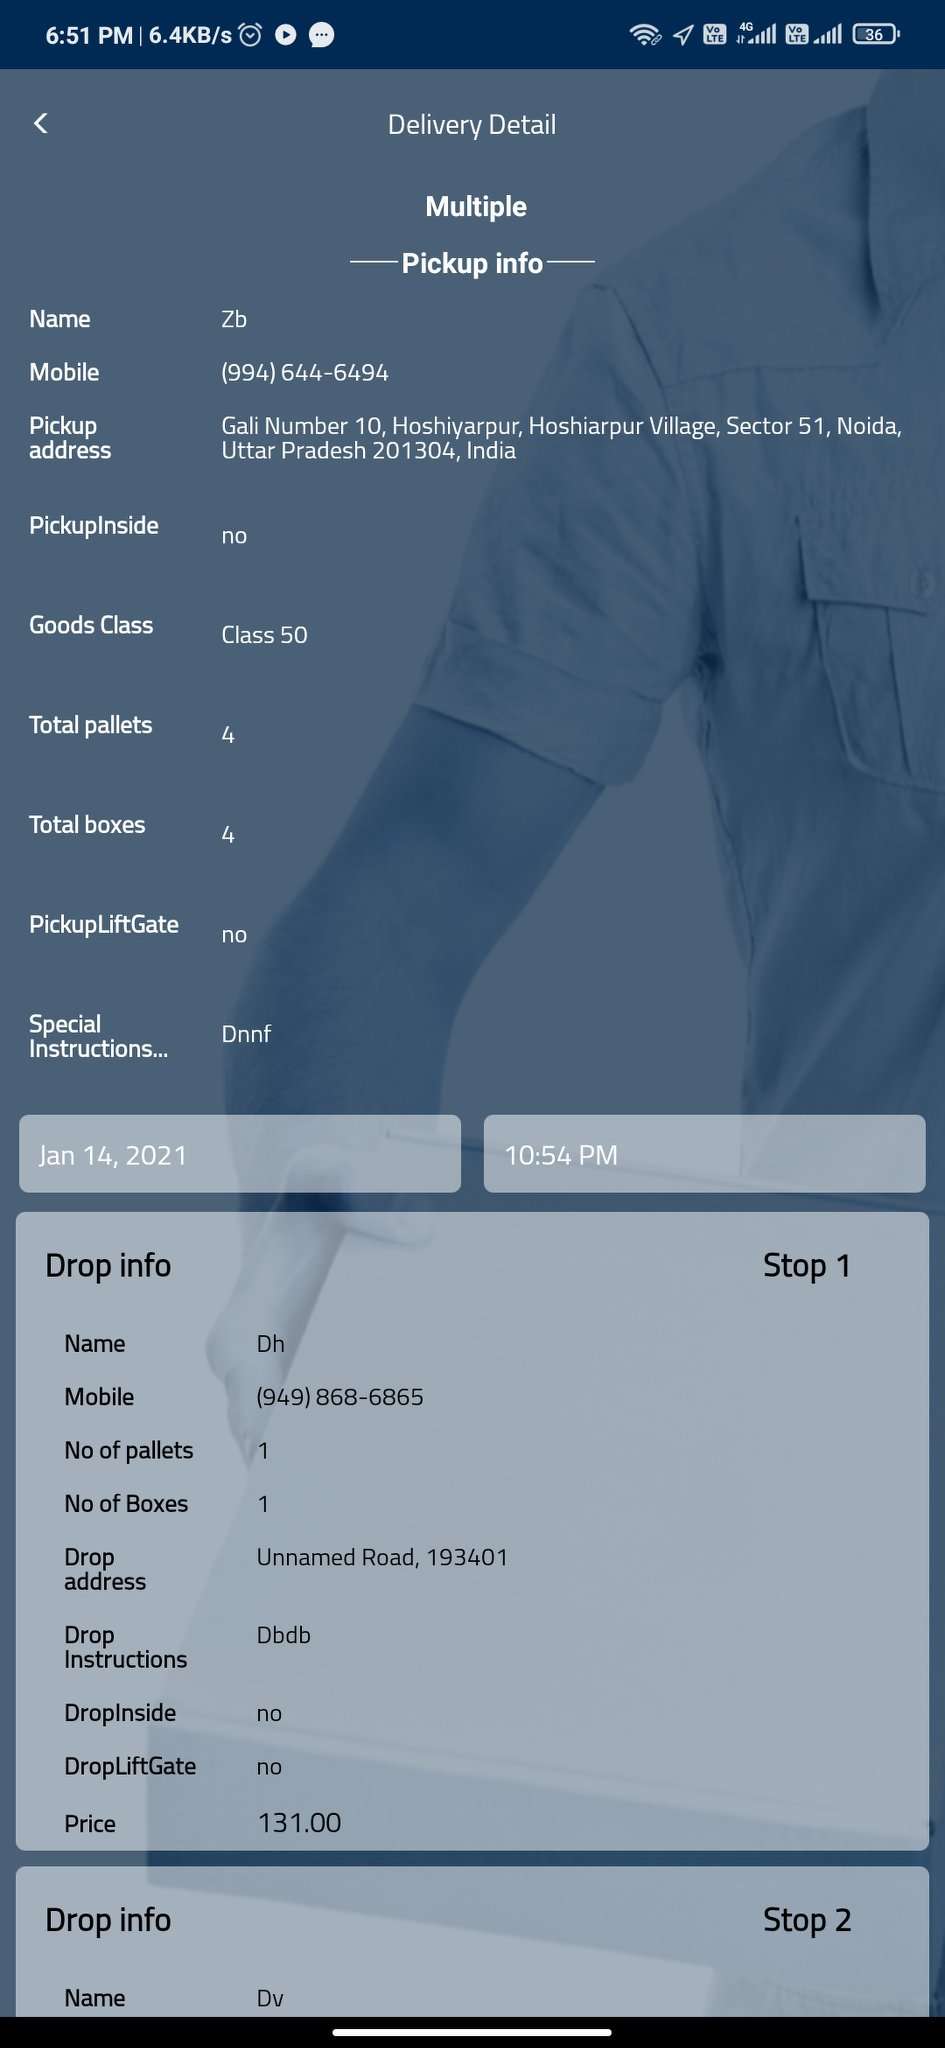 6:51 PM | 6.4KB/s 4G 36
Delivery Detail
Multiple
Pickup info
Name Zb
Mobile (994) 644-6494
Pickup address Gali Number 10, Hoshiyarpur, Hoshiarpur Village, Sector 51, Noida,
Uttar Pradesh 201304, India
PickupInside no
Goods Class Class 50
Total pallets 4
Total boxes 4
PickupLiftGate no
Special Dnnf
Instructions...
Jan 14, 2021 10:54 PM
Drop info Stop 1
Name Dh
Mobile (949) 868-6865
No of pallets 1
No of Boxes 1
Drop Unnamed Road, 193401
address
Drop Dbdb
Instructions
DropInside no
DropLiftGate no
Price 131.00
Drop info Stop 2
Name Dv